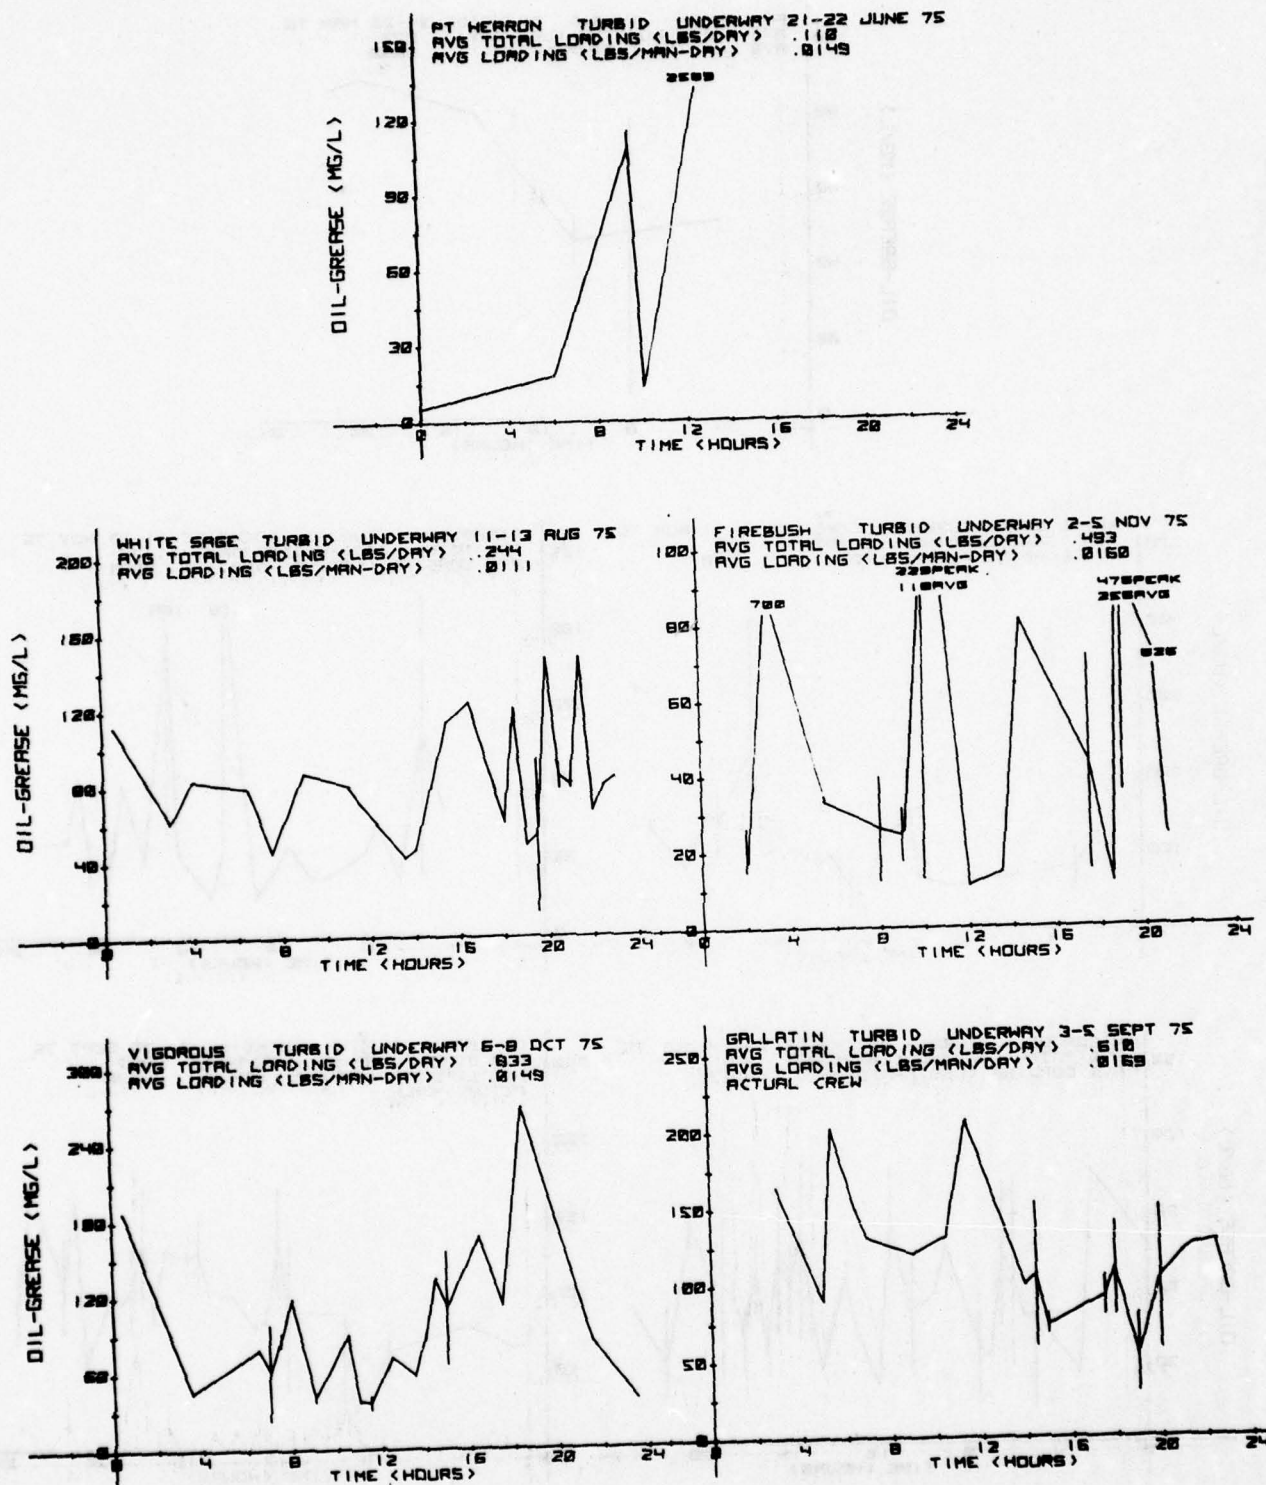 PT HERRON TURBID UNDERWAY 21-22 JUNE 75
AVG TOTAL LOADING <LBS/DAY> .110
AVG LOADING <LBS/MAN-DAY> .0149
150
120
90
60
30
0
OIL-GREASE <MG/L>
0 4 8 12 16 20 24
TIME <HOURS>
WHITE SAGE TURBID UNDERWAY 11-13 AUG 75
AVG TOTAL LOADING <LBS/DAY> .244
AVG LOADING <LBS/MAN-DAY> .0111
200
160
120
80
40
0
OIL-GREASE <MG/L>
0 4 8 12 16 20 24
TIME <HOURS>
FIREBUSH TURBID UNDERWAY 2-5 NOV 75
AVG TOTAL LOADING <LBS/DAY> .493
AVG LOADING <LBS/MAN-DAY> .0160
PEAK
AVG
PEAK
AVG
700
100
80
60
40
20
0
0 4 8 12 16 20 24
TIME <HOURS>
VIGOROUS TURBID UNDERWAY 6-8 OCT 75
AVG TOTAL LOADING <LBS/DAY> .833
AVG LOADING <LBS/MAN-DAY> .0149
300
240
180
120
60
0
OIL-GREASE <MG/L>
0 4 8 12 16 20 24
TIME <HOURS>
GALLATIN TURBID UNDERWAY 3-5 SEPT 75
AVG TOTAL LOADING <LBS/DAY> .610
AVG LOADING <LBS/MAN/DAY> .0169
ACTUAL CREW
250
200
150
100
50
0
0 4 8 12 16 20 24
TIME <HOURS>